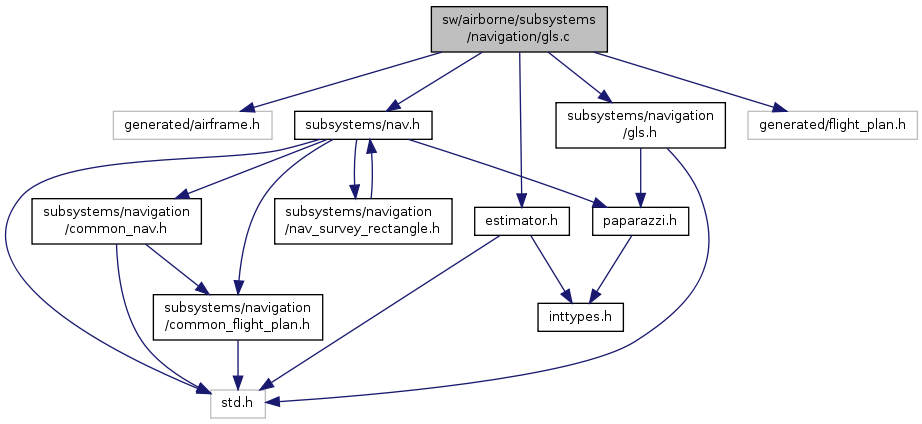 sw/airborne/subsystems
/navigation/gls.c
generated/airframe.h
subsystems/nav.h
subsystems/navigation
/gls.h
generated/flight_plan.h
subsystems/navigation
/common_nav.h
subsystems/navigation
/nav_survey_rectangle.h
estimator.h
paparazzi.h
subsystems/navigation
/common_flight_plan.h
inttypes.h
std.h